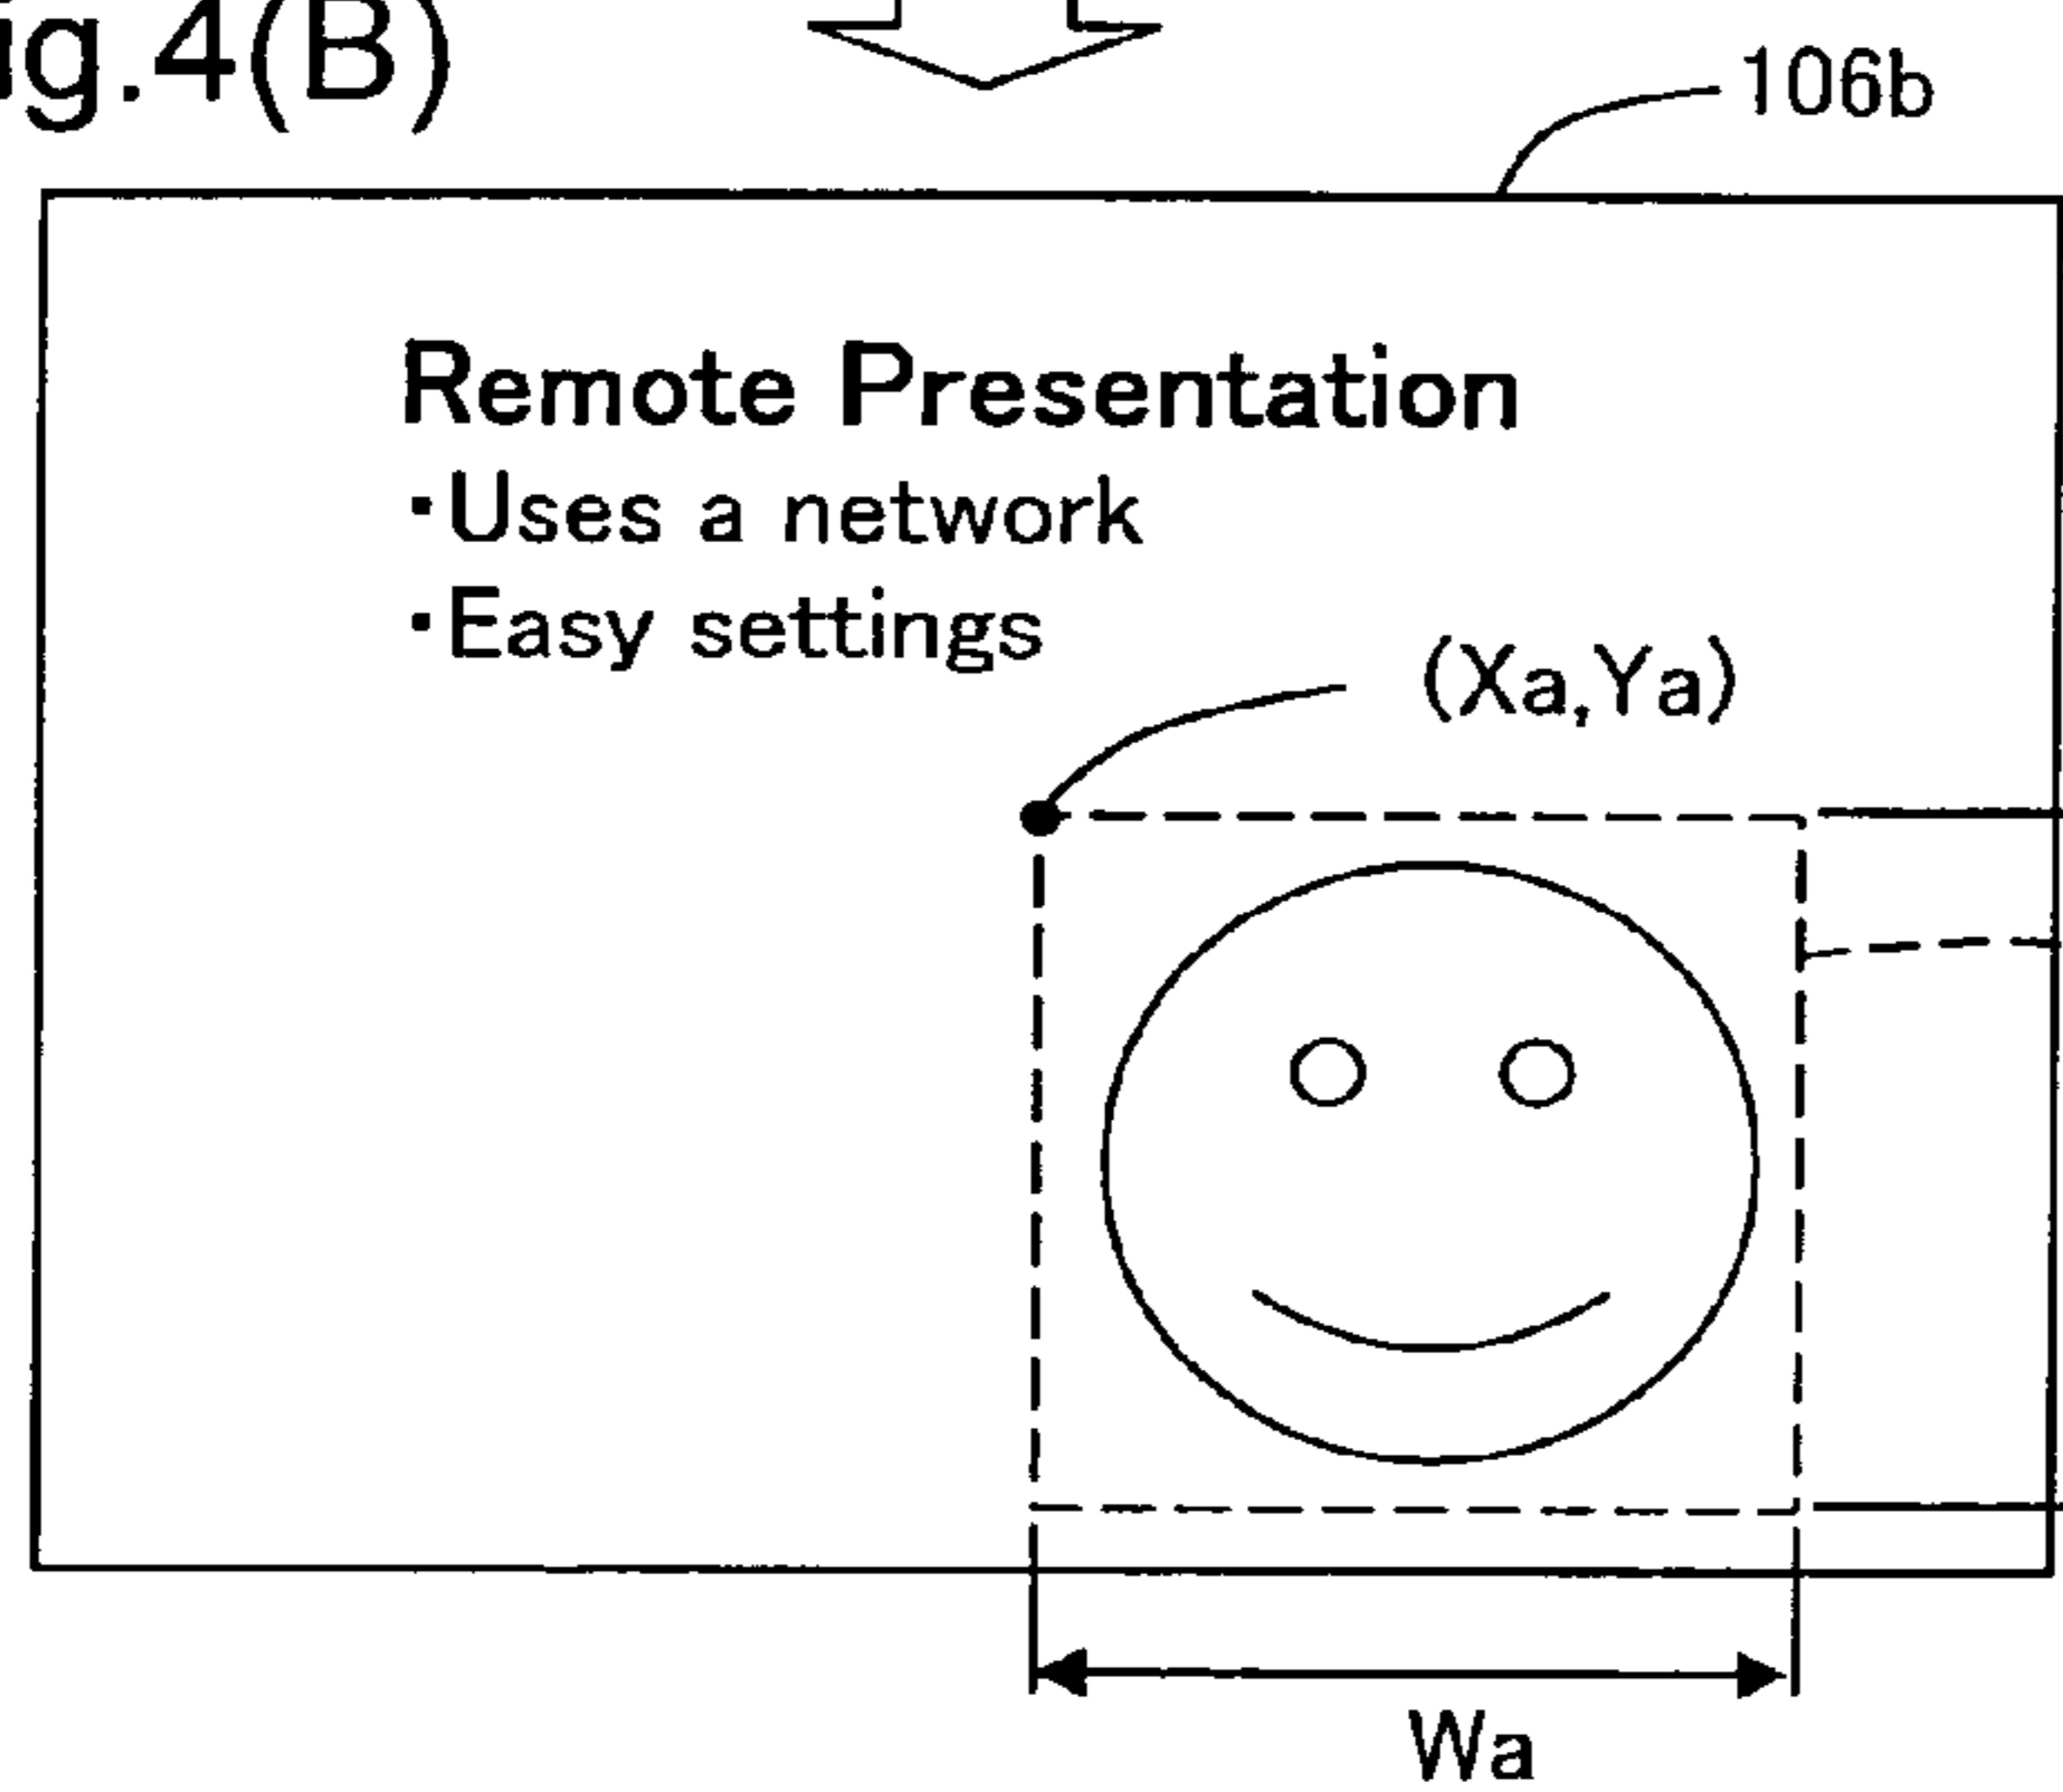 ig.4(B)
106b
Remote Presentation
・Uses a network
・Easy settings
(Xa,Ya)
Wa